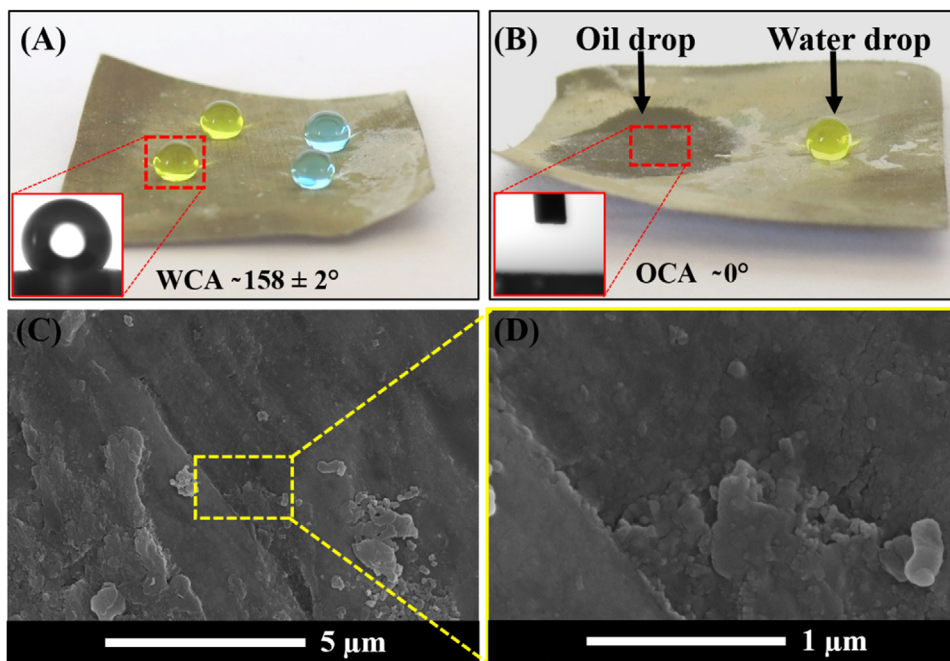 (A)
WCA ~158 ± 2°
(B)
Oil drop
Water drop
OCA ~0°
(C)
5 µm
(D)
1 µm